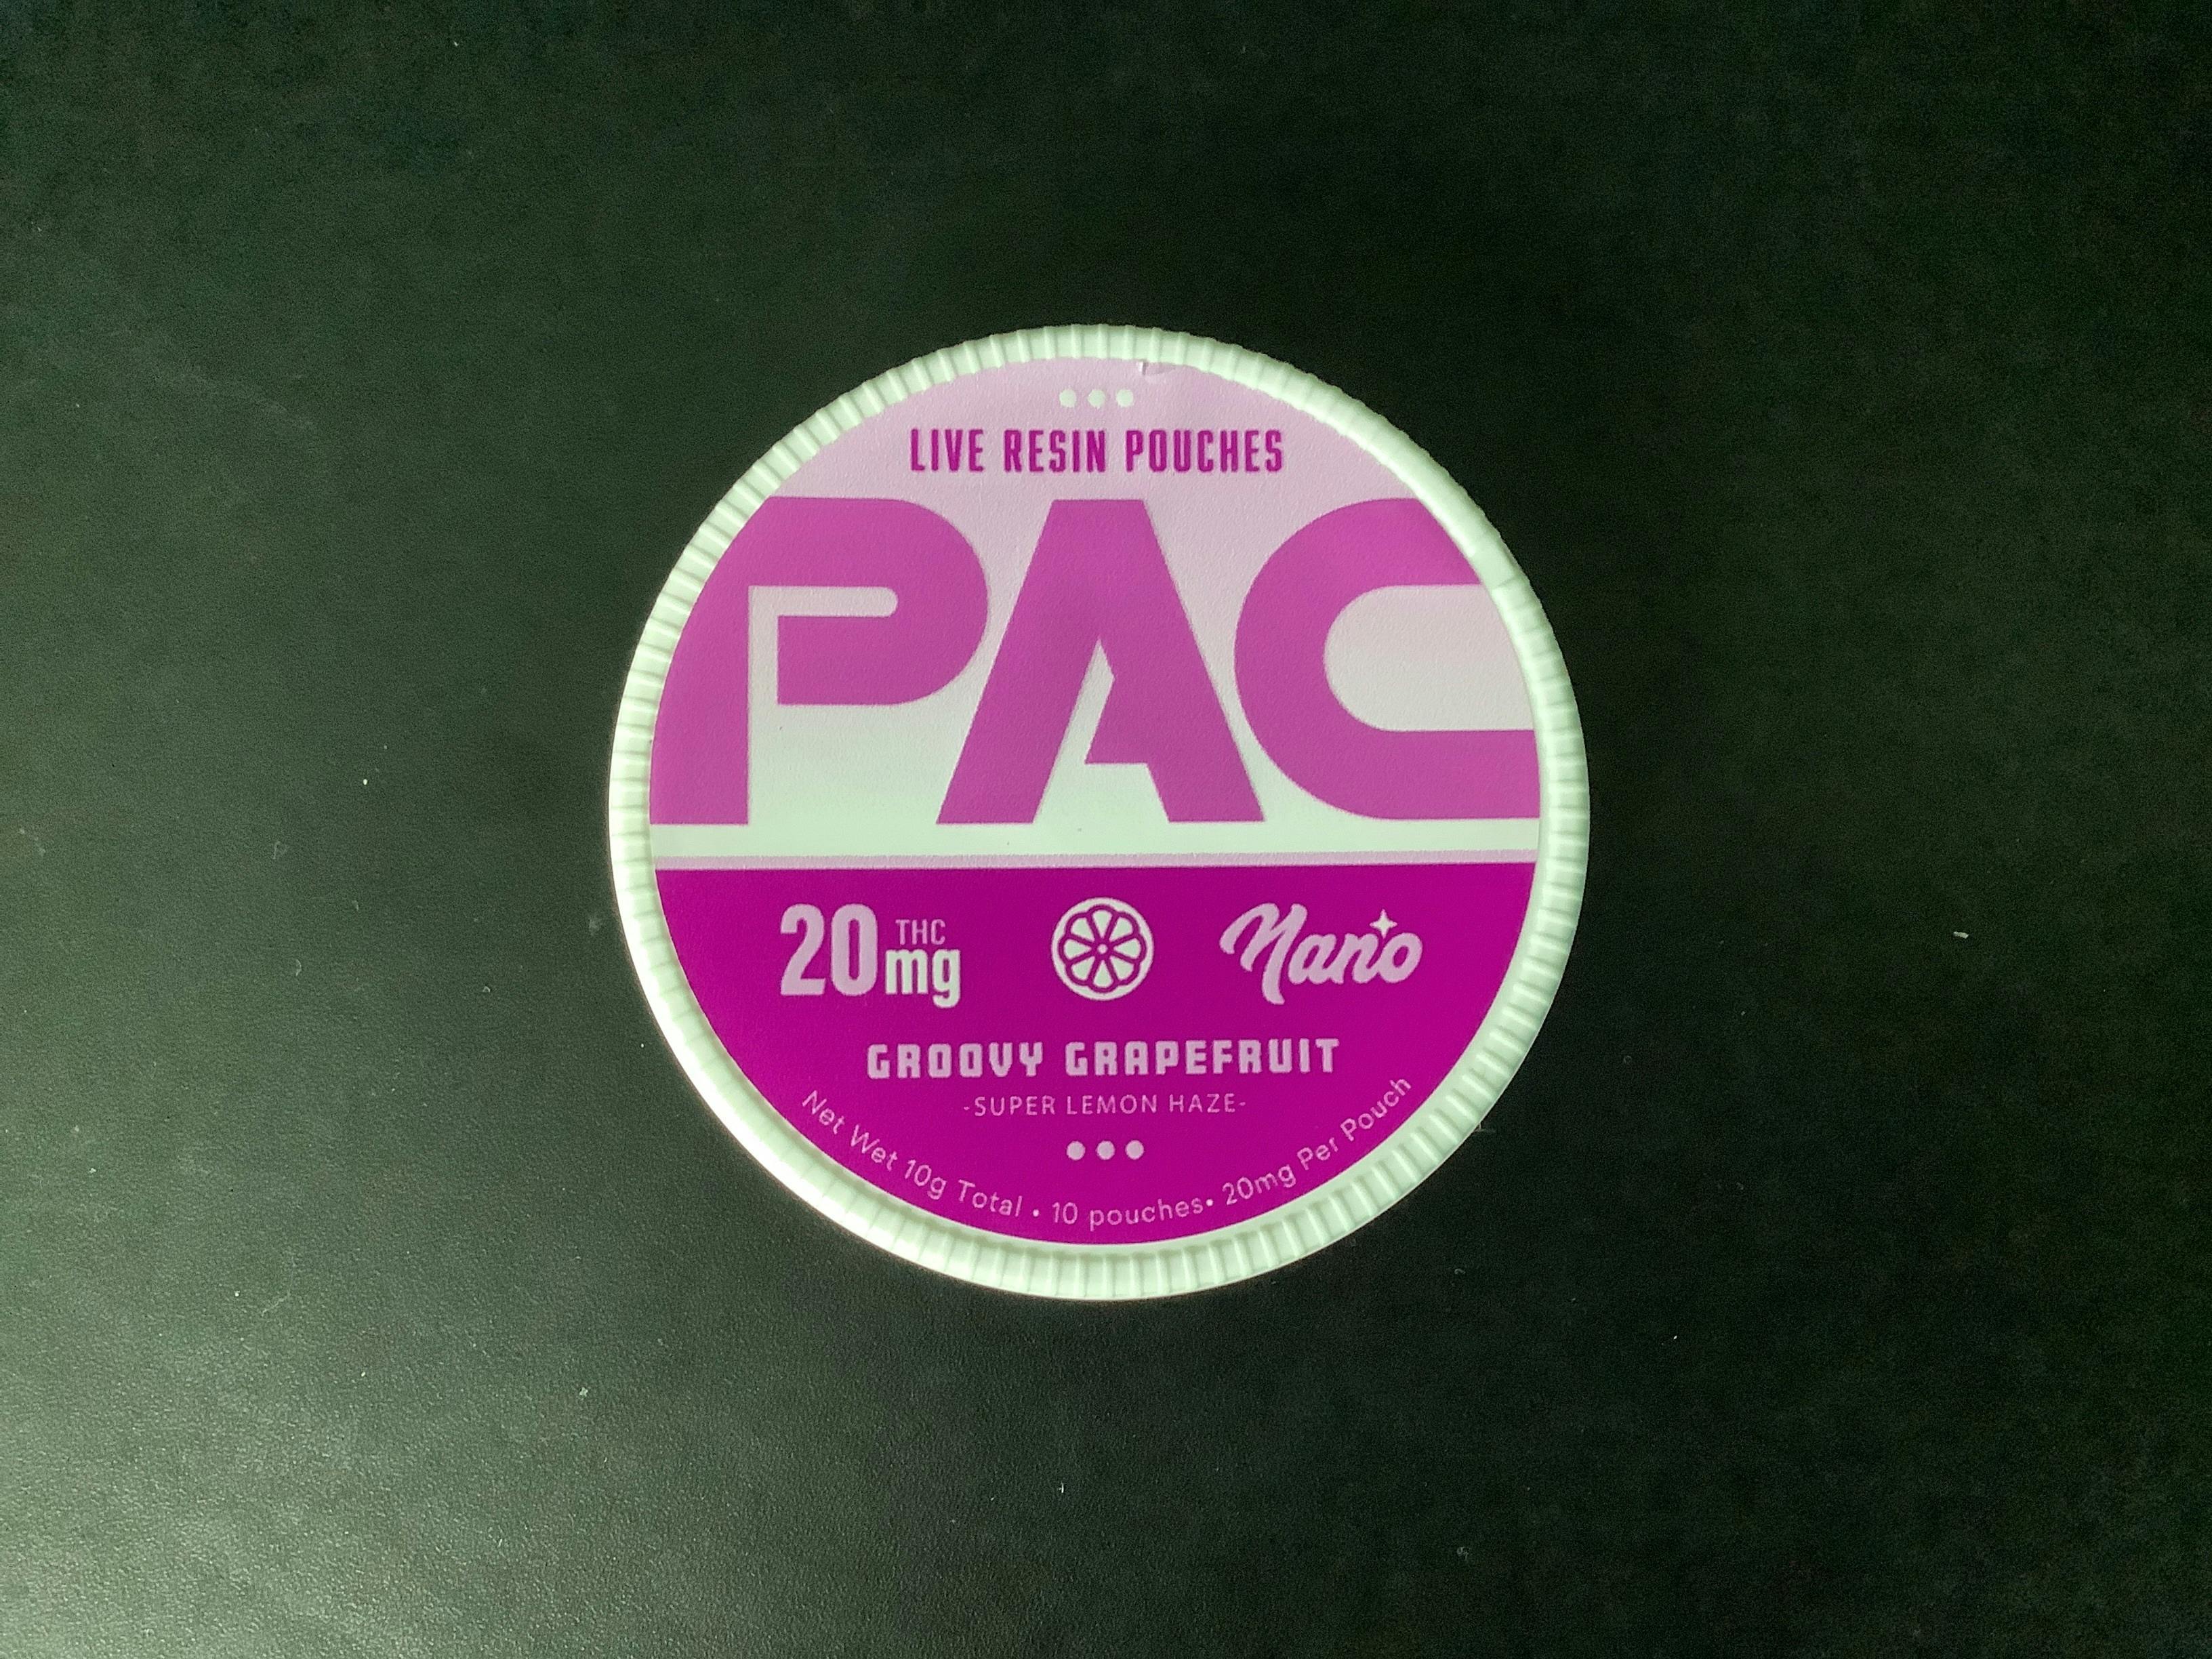 LIVE RESIN POUCHES
PAC
20 THC mg
Nano
GROOVY GRAPEFRUIT
-SUPER LEMON HAZE-
Net Wet 10g Total • 10 pouches• 20mg Per Pouch